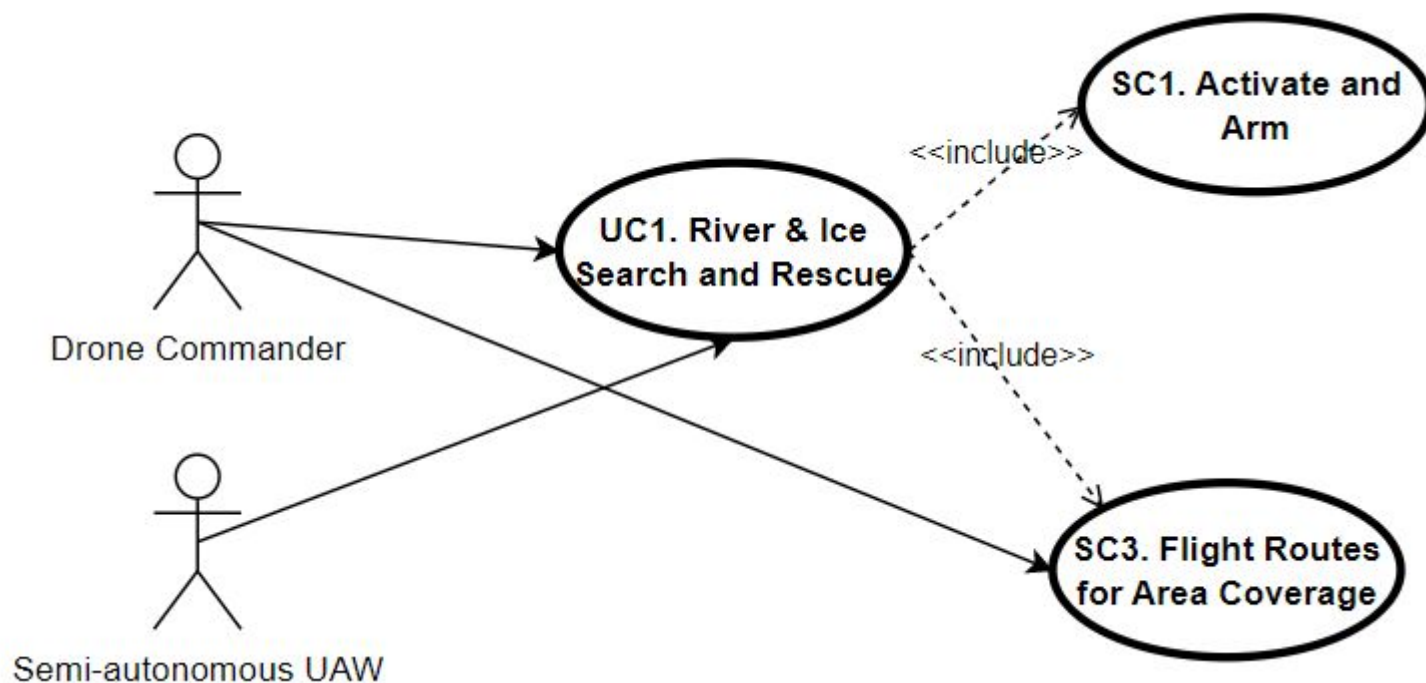 SC1. Activate and
Arm
<<include>>
UC1. River & Ice
Search and Rescue
Drone Commander
<<include>>
SC3. Flight Routes
for Area Coverage
Semi-autonomous UAW